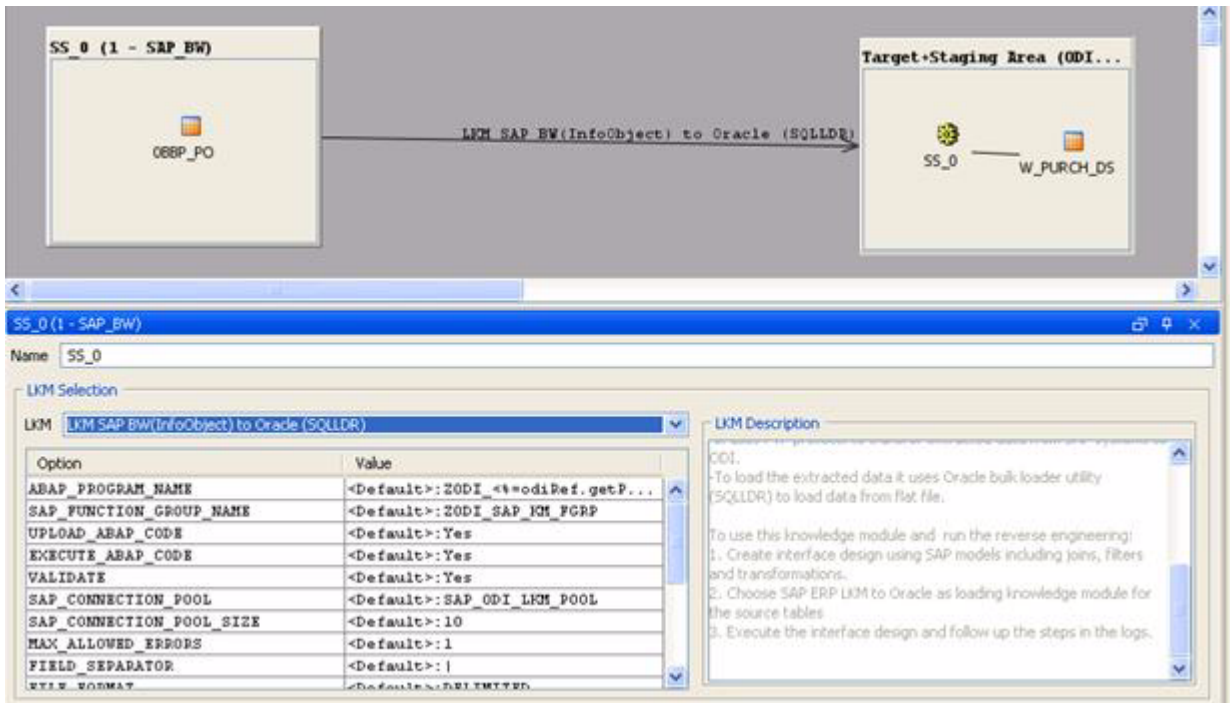 SS_0 (1 - SAP_BW)
Target+Staging Area (ODI...
LKM SAP BW(InfoObject) to Oracle (SQLLDR)
0BBP_PO
SS_0
W_PURCH_DS
SS_0 (1 - SAP_BW)
Name SS_0
LKM Selection
LKM LKM SAP BW(InfoObject) to Oracle (SQLLDR)
Option Value
ABAP_PROGRAM_NAME <Default>:ZODI_<%=odiRef.getP...
SAP_FUNCTION_GROUP_NAME <Default>:ZODI_SAP_KM_FGRP
UPLOAD_ABAP_CODE <Default>:Yes
EXECUTE_ABAP_CODE <Default>:Yes
VALIDATE <Default>:Yes
SAP_CONNECTION_POOL <Default>:SAP_ODI_LKM_POOL
SAP_CONNECTION_POOL_SIZE <Default>:10
MAX_ALLOWED_ERRORS <Default>:1
FIELD_SEPARATOR <Default>:|
FILE_FORMAT <Default>:DELIMITED
LKM Description
ODI.
-To load the extracted data it uses Oracle bulk loader utility
(SQLLDR) to load data from flat file.
To use this knowledge module and run the reverse engineering:
1. Create interface design using SAP models including joins, filters
and transformations.
2. Choose SAP ERP LKM to Oracle as loading knowledge module for
the source tables
3. Execute the interface design and follow up the steps in the logs.